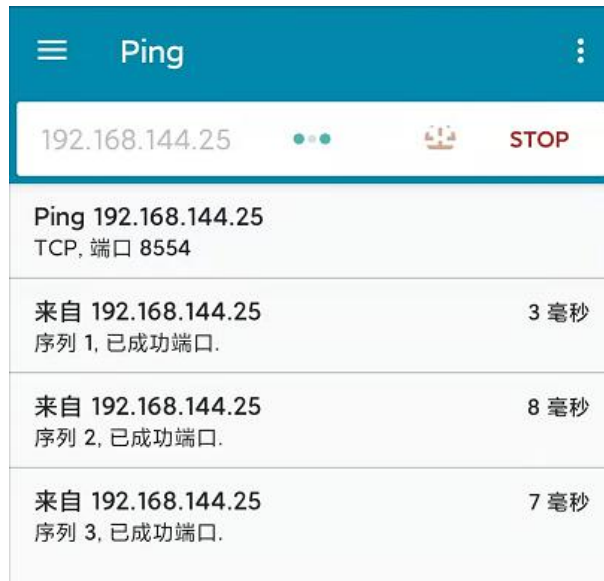 Ping
192.168.144.25
STOP
Ping 192.168.144.25
TCP, 端口 8554
来自 192.168.144.25
3 毫秒
序列 1, 已成功端口.
来自 192.168.144.25
8 毫秒
序列 2, 已成功端口.
来自 192.168.144.25
7 毫秒
序列 3, 已成功端口.